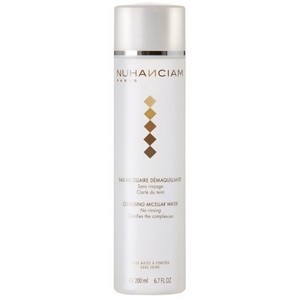 NUHANCIAM
PARIS
EAU MICELLAIRE DÉMAQUILLANTE
Sans rinçage
Clarté du teint
CLEANSING MICELLAR WATER
No rinsing
Clarifies the complexion
200 ml 6.7 FL.OZ